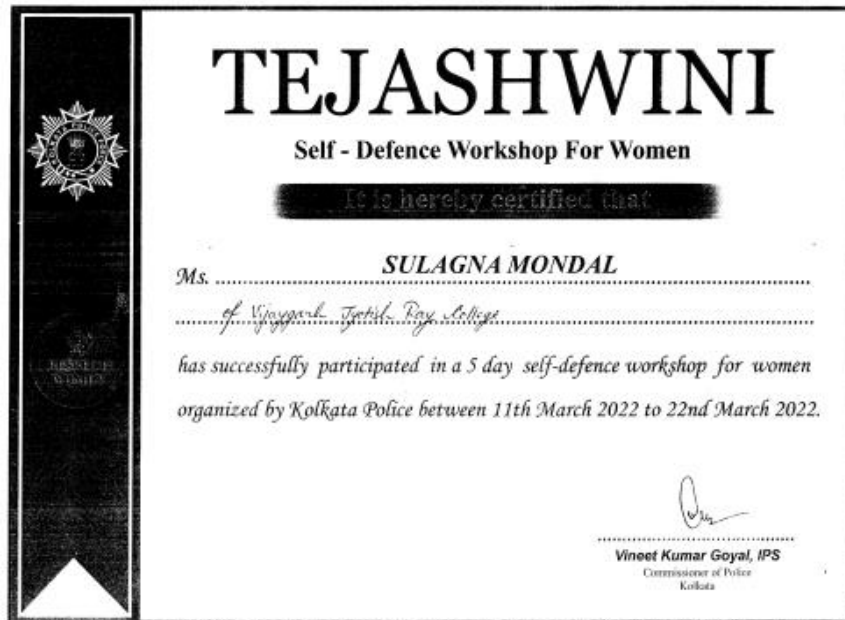 TEJASHWINI
Self - Defence Workshop For Women
It is hereby certified that
KOLKATA POLICE
Ms. SULAGNA MONDAL
of Vijaygarh Jyotish Ray College
has successfully participated in a 5 day self-defence workshop for women
organized by Kolkata Police between 11th March 2022 to 22nd March 2022.
Vineet Kumar Goyal, IPS
Commissioner of Police
Kolkata